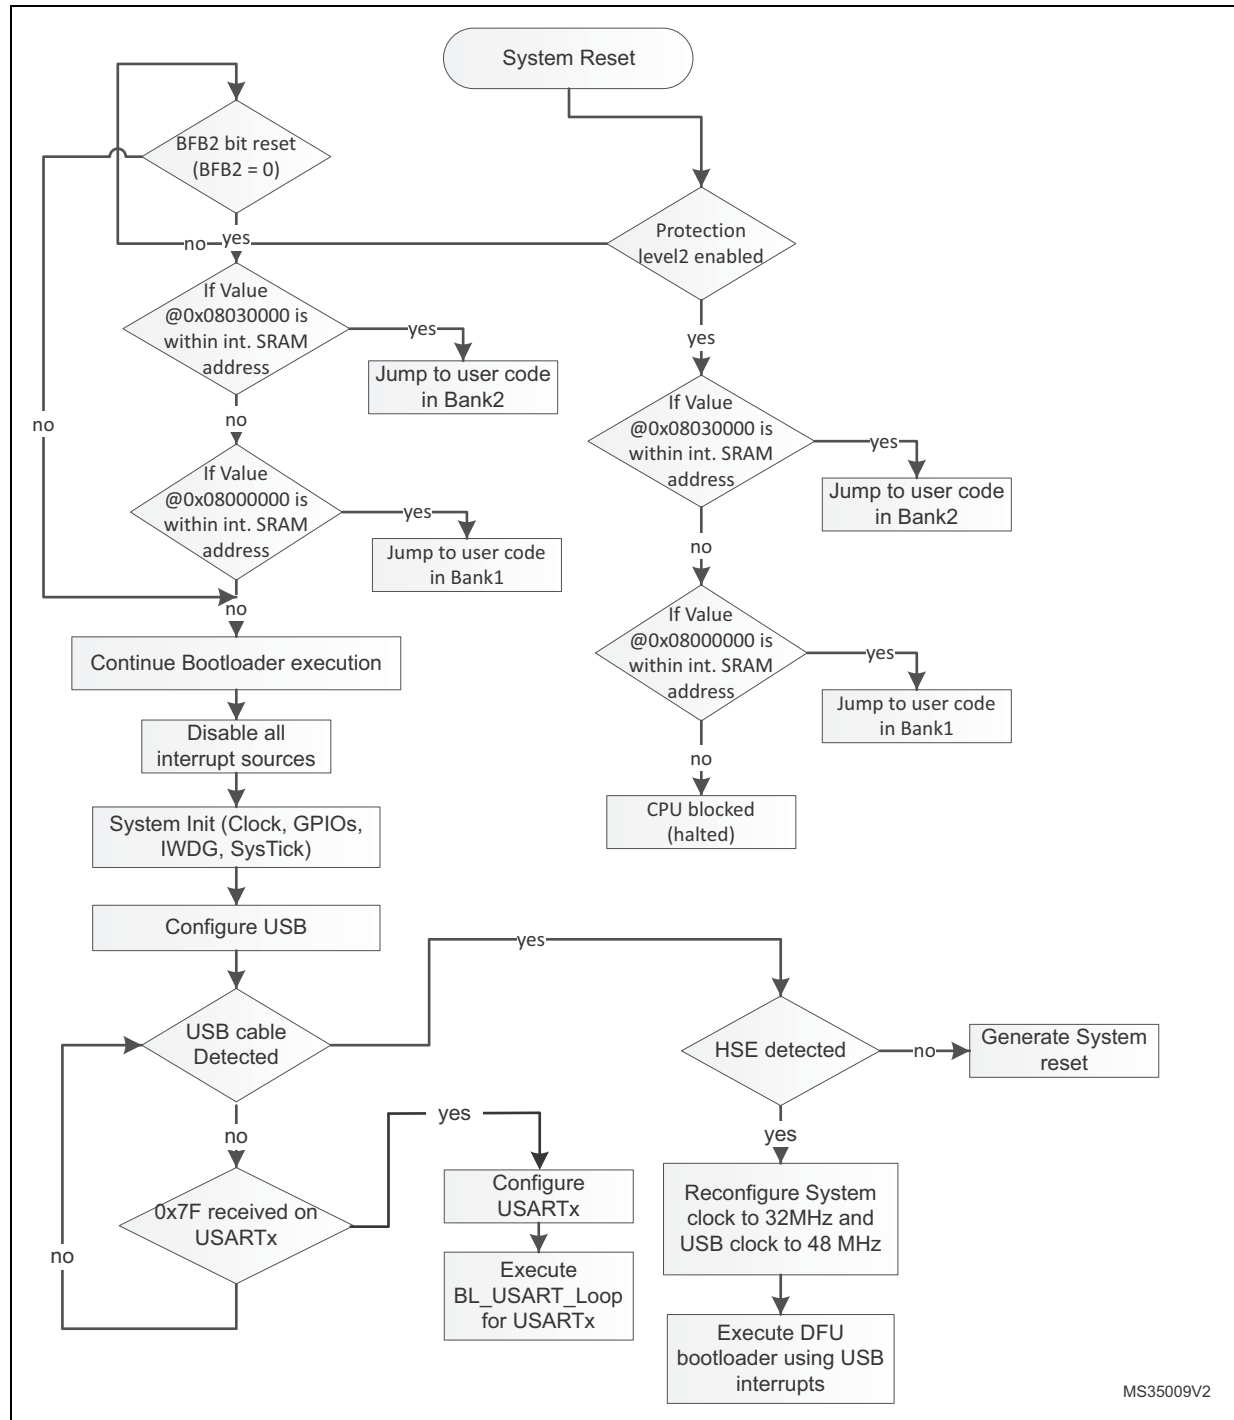 System Reset
BFB2 bit reset
(BFB2 = 0)
Protection
level2 enabled
no
yes
If Value
@0x08030000 is
within int. SRAM
address
yes
Jump to user code
in Bank2
yes
no
no
If Value
@0x08030000 is
within int. SRAM
address
yes
Jump to user code
in Bank2
If Value
@0x08000000 is
within int. SRAM
address
yes
Jump to user code
in Bank1
no
no
If Value
@0x08000000 is
within int. SRAM
address
yes
Jump to user code
in Bank1
no
CPU blocked
(halted)
Continue Bootloader execution
Disable all
interrupt sources
System Init (Clock, GPIOs,
IWDG, SysTick)
Configure USB
yes
USB cable
Detected
HSE detected
no
Generate System
reset
no
yes
yes
0x7F received on
USARTx
no
Configure
USARTx
Execute
BL_USART_Loop
for USARTx
Reconfigure System
clock to 32MHz and
USB clock to 48 MHz
Execute DFU
bootloader using USB
interrupts
MS35009V2